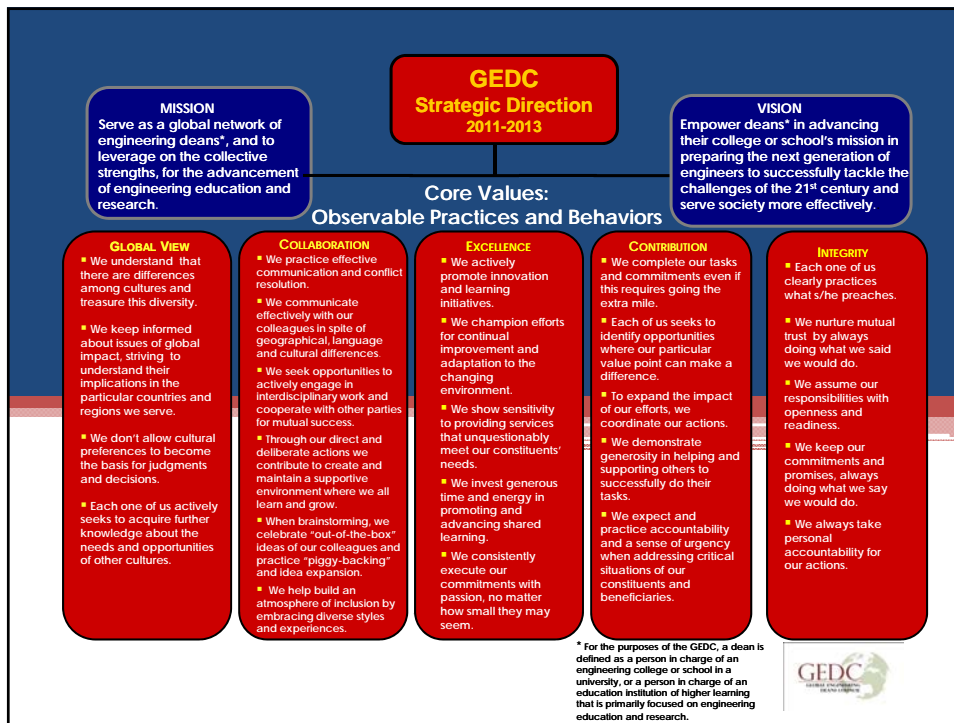 GEDC
Strategic Direction
2011-2013
MISSION
Serve as a global network of
engineering deans*, and to
leverage on the collective
strengths, for the advancement
of engineering education and
research.
VISION
Empower deans* in advancing
their college or school's mission in
preparing the next generation of
engineers to successfully tackle the
challenges of the 21st century and
serve society more effectively.
Core Values:
Observable Practices and Behaviors
GLOBAL VIEW
▪ We understand that
there are differences
among cultures and
treasure this diversity.
▪ We keep informed
about issues of global
impact, striving to
understand their
implications in the
particular countries and
regions we serve.
▪ We don't allow cultural
preferences to become
the basis for judgments
and decisions.
▪ Each one of us actively
seeks to acquire further
knowledge about the
needs and opportunities
of other cultures.
COLLABORATION
▪ We practice effective
communication and conflict
resolution.
▪ We communicate
effectively with our
colleagues in spite of
geographical, language
and cultural differences.
▪ We seek opportunities to
actively engage in
interdisciplinary work and
cooperate with other parties
for mutual success.
▪ Through our direct and
deliberate actions we
contribute to create and
maintain a supportive
environment where we all
learn and grow.
▪ When brainstorming, we
celebrate "out-of-the-box"
ideas of our colleagues and
practice "piggy-backing"
and idea expansion.
▪ We help build an
atmosphere of inclusion by
embracing diverse styles
and experiences.
EXCELLENCE
▪ We actively
promote innovation
and learning
initiatives.
▪ We champion efforts
for continual
improvement and
adaptation to the
changing
environment.
▪ We show sensitivity
to providing services
that unquestionably
meet our constituents'
needs.
▪ We invest generous
time and energy in
promoting and
advancing shared
learning.
▪ We consistently
execute our
commitments with
passion, no matter
how small they may
seem.
CONTRIBUTION
▪ We complete our tasks
and commitments even if
this requires going the
extra mile.
▪ Each of us seeks to
identify opportunities
where our particular
value point can make a
difference.
▪ To expand the impact
of our efforts, we
coordinate our actions.
▪ We demonstrate
generosity in helping and
supporting others to
successfully do their
tasks.
▪ We expect and
practice accountability
and a sense of urgency
when addressing critical
situations of our
constituents and
beneficiaries.
INTEGRITY
▪ Each one of us
clearly practices
what s/he preaches.
▪ We nurture mutual
trust by always
doing what we said
we would do.
▪ We assume our
responsibilities with
openness and
readiness.
▪ We keep our
commitments and
promises, always
doing what we say
we would do.
▪ We always take
personal
accountability for
our actions.
* For the purposes of the GEDC, a dean is
defined as a person in charge of an
engineering college or school in a
university, or a person in charge of an
education institution of higher learning
that is primarily focused on engineering
education and research.
GEDC
GLOBAL ENGINEERING
DEANS COUNCIL